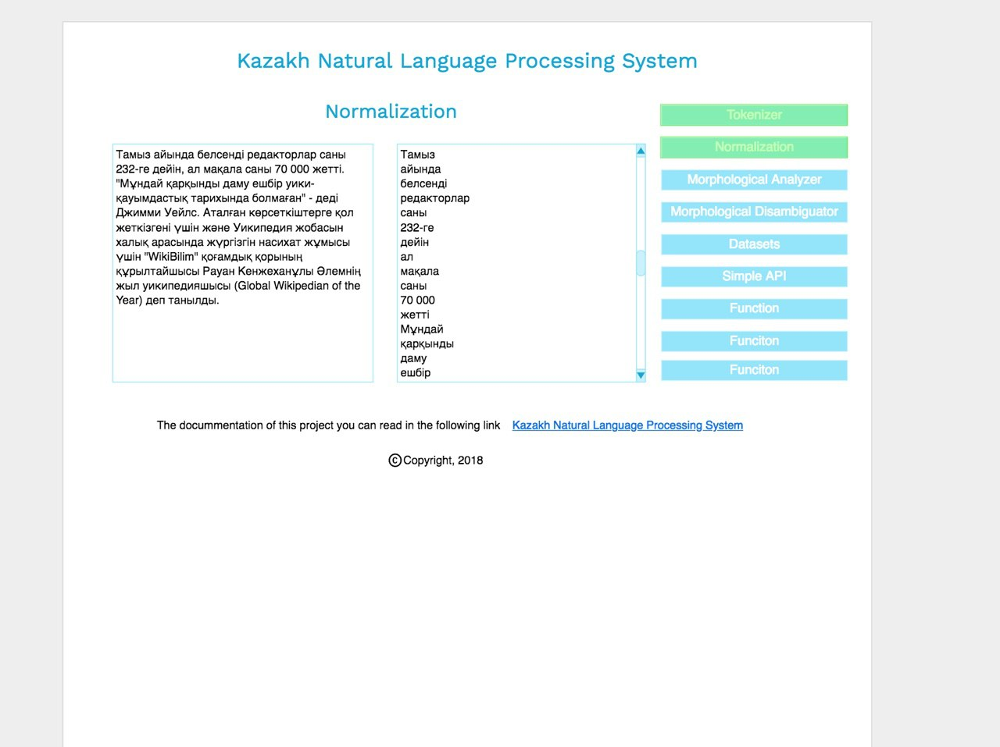 Kazakh Natural Language Processing System
Normalization
Тамыз айында белсенді редакторлар саны
232-ге дейін, ал мақала саны 70 000 жетті.
"Мұндай қарқынды даму ешбір уики-
қауымдастық тарихында болмаған" - деді
Джимми Уейлс. Аталған көрсеткіштерге қол
жеткізгені үшін және Уикипедия жобасын
халық арасында жүргізгін насихат жұмысы
үшін "WikiBilim" қоғамдық қорының
құрылтайшысы Рауан Кенжеханұлы Әлемнің
жыл уикипедияшысы (Global Wikipedian of the
Year) деп танылды.
Тамыз
айында
белсенді
редакторлар
саны
232-ге
дейін
ал
мақала
саны
70 000
жетті
Мұндай
қарқынды
даму
ешбір
Tokenizer
Normalization
Morphological Analyzer
Morphological Disambiguator
Datasets
Simple API
Function
Funciton
Funciton
The docummentation of this project you can read in the following link Kazakh Natural Language Processing System
©Copyright, 2018